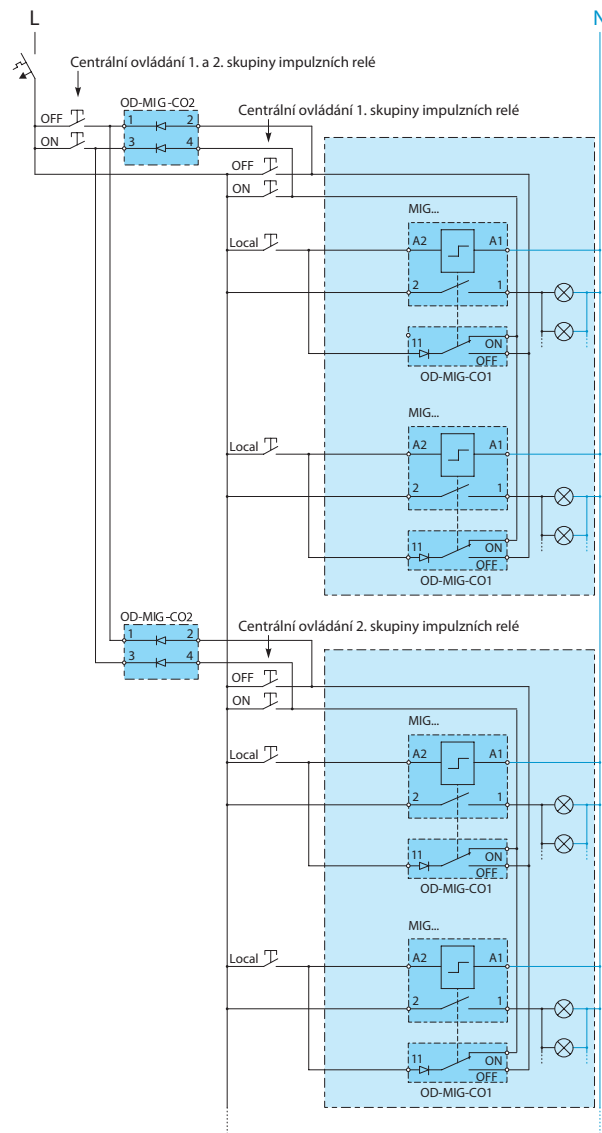 L
N
Centrální ovládání 1. a 2. skupiny impulzních relé
OD-MIG-CO2
Centrální ovládání 1. skupiny impulzních relé
OFF
1
2
ON
3
4
OFF
ON
MIG...
Local
A2
A1
2
1
11
ON
OFF
OD-MIG-CO1
MIG...
Local
A2
A1
2
1
11
ON
OFF
OD-MIG-CO1
OD-MIG-CO2
Centrální ovládání 2. skupiny impulzních relé
1
2
3
4
OFF
ON
MIG...
Local
A2
A1
2
1
11
ON
OFF
OD-MIG-CO1
MIG...
Local
A2
A1
2
1
11
ON
OFF
OD-MIG-CO1